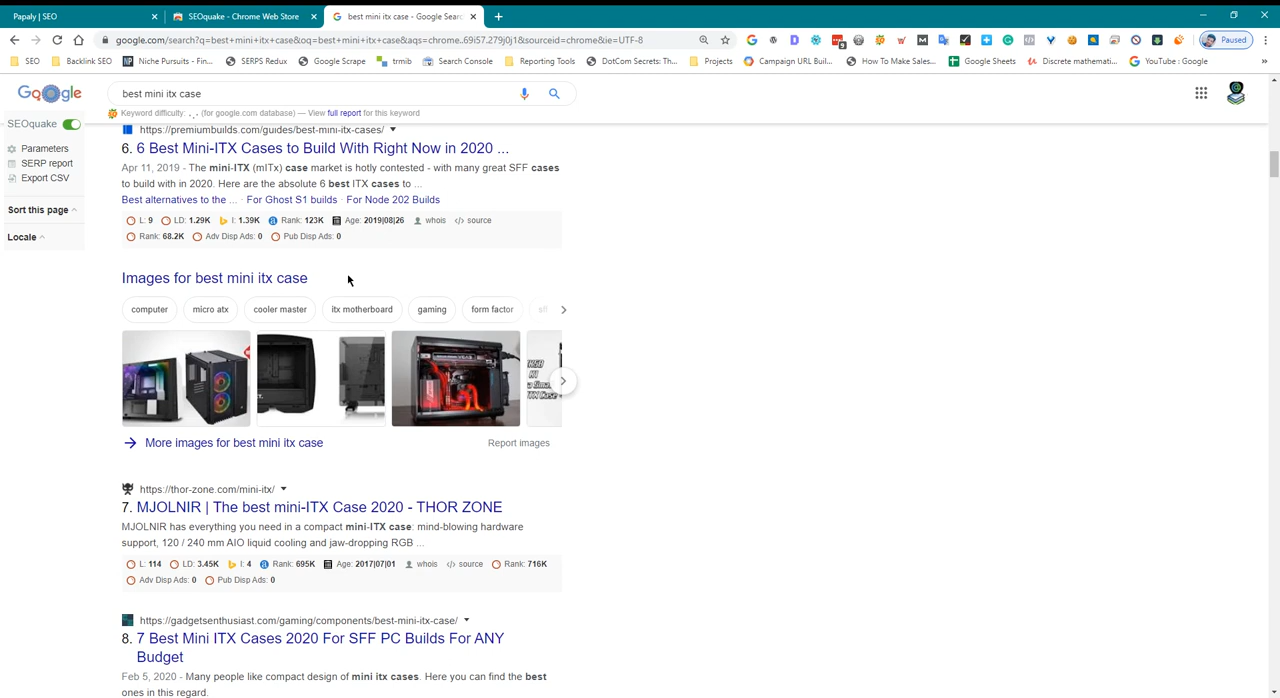 Papaly | SEO
SEOquake - Chrome Web Store
best mini itx case - Google Sear
google.com/search?q=best+mini+itx+case&oq=best+mini+itx+case&aqs=chrome..69i57.279j0j1&sourceid=chrome&ie=UTF-8
Paused
SEO
Backlink SEO
Niche Pursuits - Fin...
SERPS Redux
Google Scrape
trmib
Search Console
Reporting Tools
DotCom Secrets: Th...
Projects
Campaign URL Buil...
How To Make Sales...
Google Sheets
Discrete mathemati...
YouTube : Google
Google
best mini itx case
Keyword difficulty: (for google.com database) — View full report for this keyword
SEOquake
Parameters
SERP report
Export CSV
Sort this page
Locale
https://premiumbuilds.com/guides/best-mini-itx-cases/
6. 6 Best Mini-ITX Cases to Build With Right Now in 2020 ...
Apr 11, 2019 - The mini-ITX (mITx) case market is hotly contested - with many great SFF cases
to build with in 2020. Here are the absolute 6 best ITX cases to ...
Best alternatives to the ... · For Ghost S1 builds · For Node 202 Builds
L: 9 LD: 1.29K I: 1.39K Rank: 123K Age: 2019|08|26 whois </> source
Rank: 68.2K Adv Disp Ads: 0 Pub Disp Ads: 0
Images for best mini itx case
computer
micro atx
cooler master
itx motherboard
gaming
form factor
More images for best mini itx case
Report images
https://thor-zone.com/mini-itx/
7. MJOLNIR | The best mini-ITX Case 2020 - THOR ZONE
MJOLNIR has everything you need in a compact mini-ITX case: mind-blowing hardware
support, 120 / 240 mm AIO liquid cooling and jaw-dropping RGB ...
L: 114 LD: 3.45K I: 4 Rank: 695K Age: 2017|07|01 whois </> source Rank: 716K
Adv Disp Ads: 0 Pub Disp Ads: 0
https://gadgetsenthusiast.com/gaming/components/best-mini-itx-case/
8. 7 Best Mini ITX Cases 2020 For SFF PC Builds For ANY
Budget
Feb 5, 2020 - Many people like compact design of mini itx cases. Here you can find the best
ones in this regard.